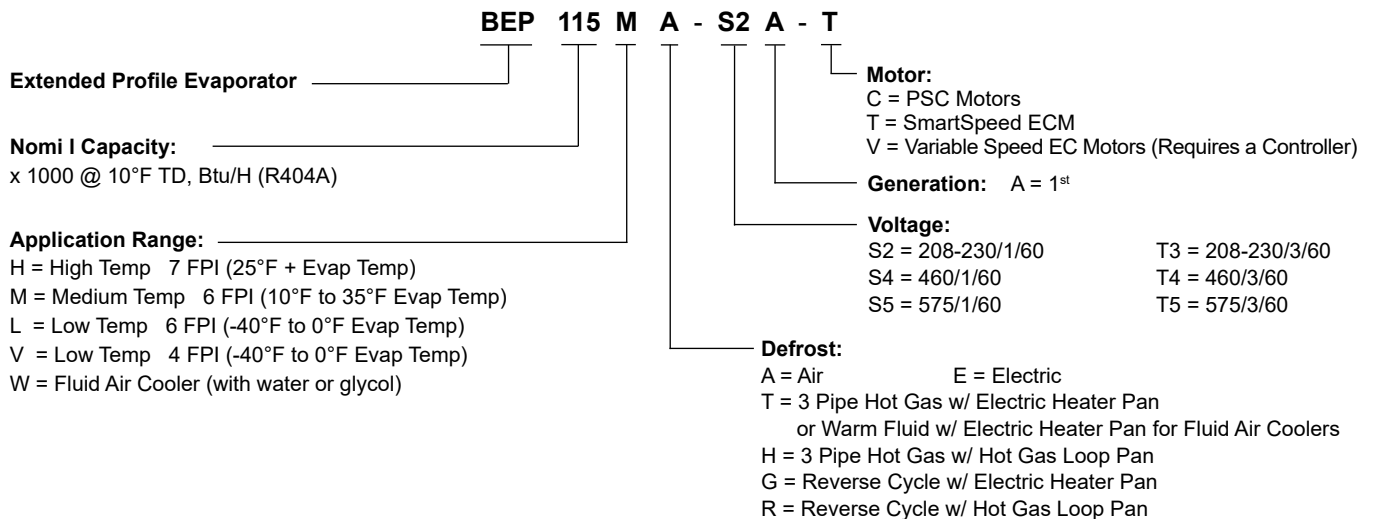 BEP 115 M A - S2 A - T
Extended Profile Evaporator
Nomi l Capacity:
x 1000 @ 10°F TD, Btu/H (R404A)
Application Range:
H = High Temp 7 FPI (25°F + Evap Temp)
M = Medium Temp 6 FPI (10°F to 35°F Evap Temp)
L = Low Temp 6 FPI (-40°F to 0°F Evap Temp)
V = Low Temp 4 FPI (-40°F to 0°F Evap Temp)
W = Fluid Air Cooler (with water or glycol)
Motor:
C = PSC Motors
T = SmartSpeed ECM
V = Variable Speed EC Motors (Requires a Controller)
Generation: A = 1st
Voltage:
S2 = 208-230/1/60 T3 = 208-230/3/60
S4 = 460/1/60 T4 = 460/3/60
S5 = 575/1/60 T5 = 575/3/60
Defrost:
A = Air E = Electric
T = 3 Pipe Hot Gas w/ Electric Heater Pan
or Warm Fluid w/ Electric Heater Pan for Fluid Air Coolers
H = 3 Pipe Hot Gas w/ Hot Gas Loop Pan
G = Reverse Cycle w/ Electric Heater Pan
R = Reverse Cycle w/ Hot Gas Loop Pan